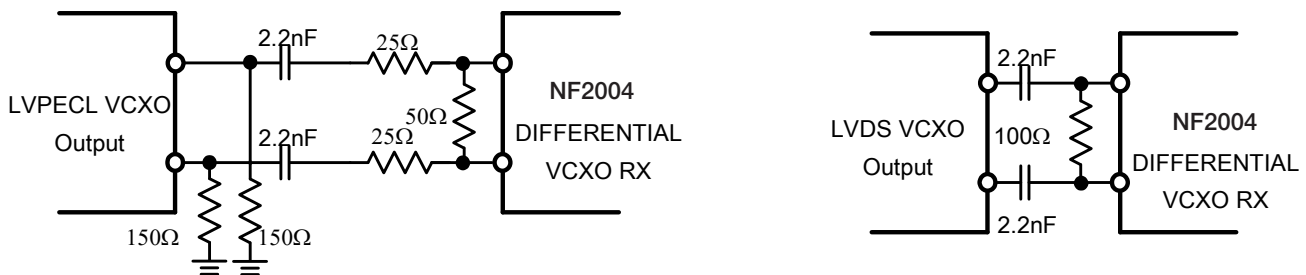 LVPECL VCXO
Output
2.2nF
25Ω
50Ω
2.2nF
25Ω
150Ω
150Ω
NF2004
DIFFERENTIAL
VCXO RX
LVDS VCXO
Output
2.2nF
100Ω
2.2nF
NF2004
DIFFERENTIAL
VCXO RX